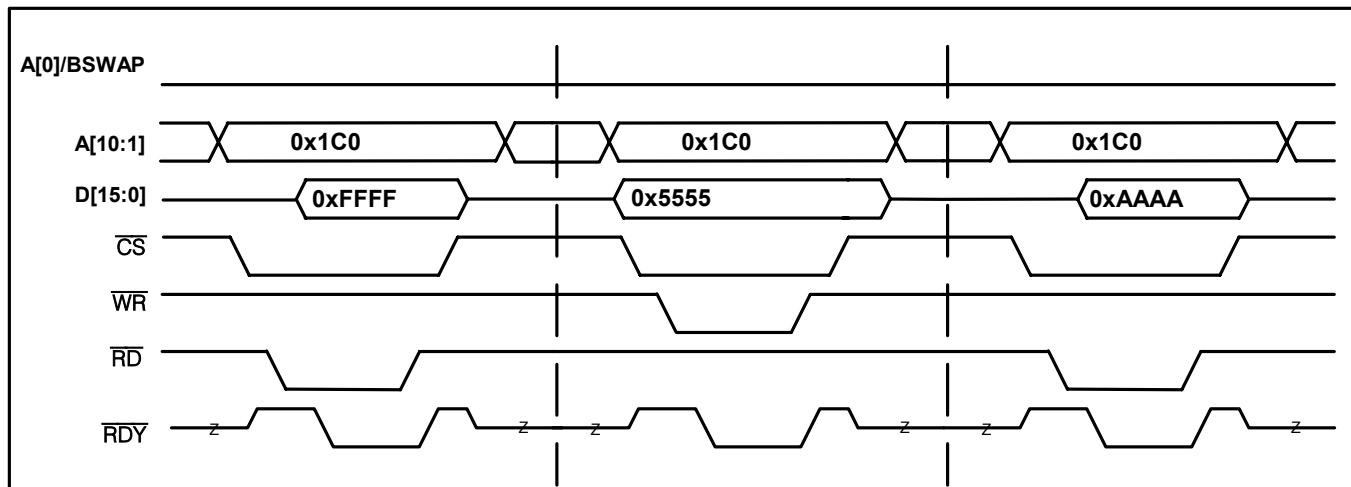 A[0]/BSWAP
A[10:1] 0x1C0 0x1C0 0x1C0
D[15:0] 0xFFFF 0x5555 0xAAAA
CS
WR
RD
RDY Z Z Z Z Z Z